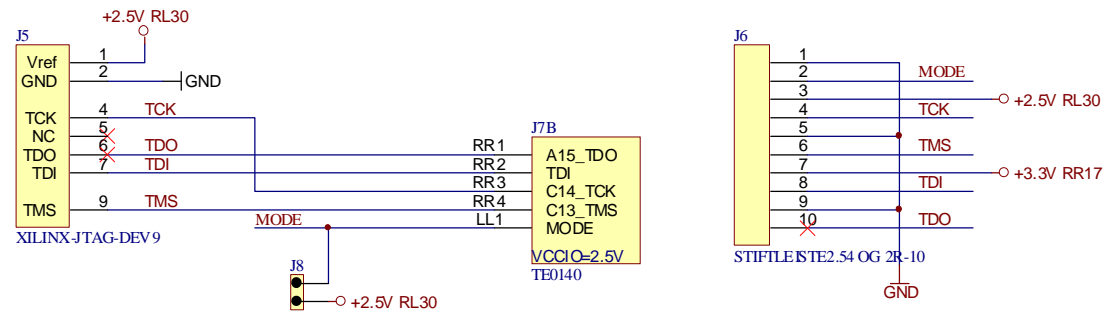 +2.5V RL30
J5
Vref 1
GND 2 GND
TCK 4 TCK
NC 5
TDO 6 TDO
TDI 7 TDI
TMS 9 TMS
XILINX-JTAG-DEV9
J7B
RR1 A15_TDO
RR2 TDI
RR3 C14_TCK
RR4 C13_TMS
MODE LL1 MODE
VCCIO=2.5V
TE0140
J8
+2.5V RL30
J6
1
2 MODE
3 +2.5V RL30
4 TCK
5
6 TMS
7 +3.3V RR17
8 TDI
9
10 TDO
STIFTLEISTE2.54 OG 2R-10
GND